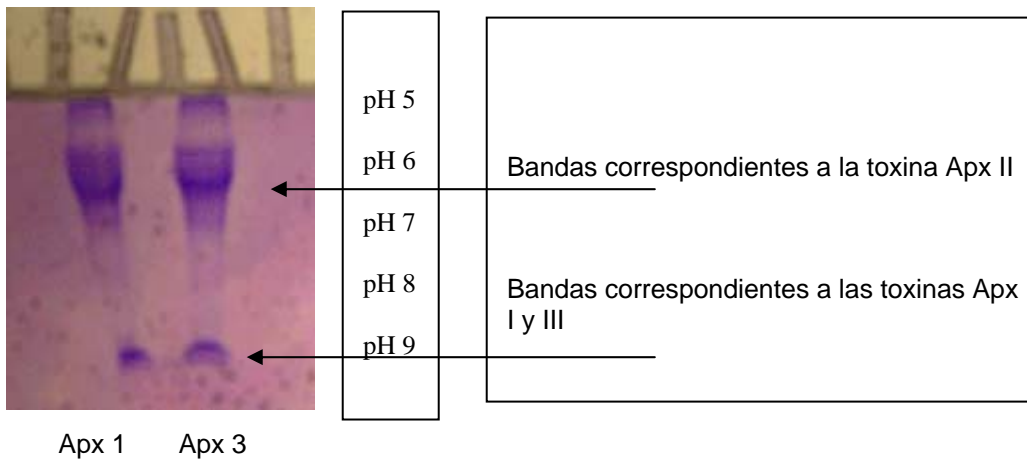 pH 5
pH 6
Bandas correspondientes a la toxina Apx II
pH 7
pH 8
Bandas correspondientes a las toxinas Apx
I y III
pH 9
Apx 1 Apx 3